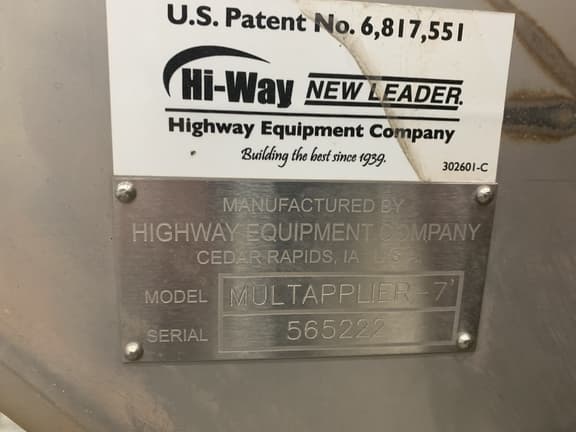 U.S. Patent No. 6,817,551
Hi-Way NEW LEADER.
Highway Equipment Company
Building the best since 1939.
302601-C
MANUFACTURED BY
HIGHWAY EQUIPMENT COMPANY
CEDAR RAPIDS, IA U.S.A.
MODEL MULTAPPLIER-7'
SERIAL 565222